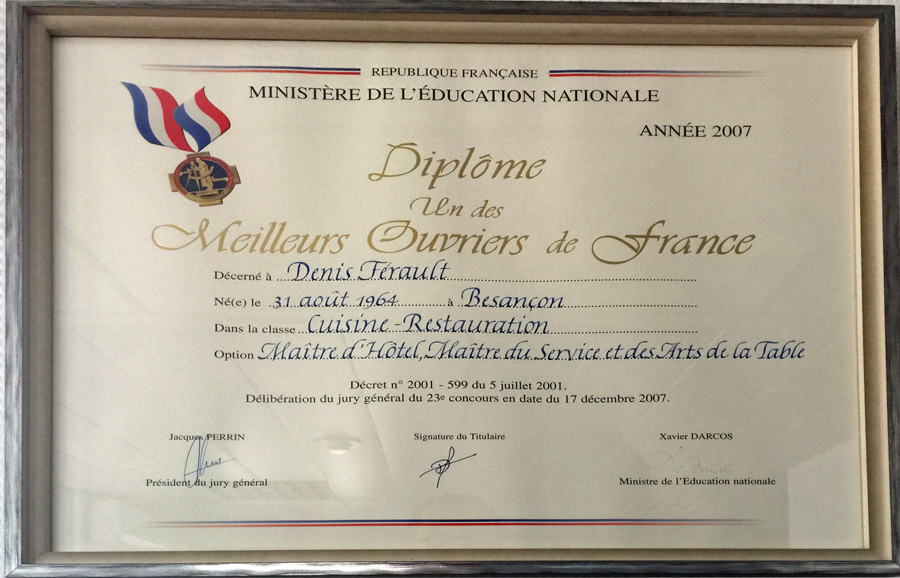 REPUBLIQUE FRANÇAISE
MINISTÈRE DE L'ÉDUCATION NATIONALE
ANNÉE 2007
Diplôme
Un des
Meilleurs Ouvriers de France
Décerné à Denis Férault
Né(e) le 31 août 1964 à Besançon
Dans la classe Cuisine-Restauration
Option Maître d'Hôtel, Maître du Service et des Arts de la Table
Décret n° 2001 - 599 du 5 juillet 2001.
Délibération du jury général du 23e concours en date du 17 décembre 2007.
Jacques PERRIN Signature du Titulaire Xavier DARCOS
Président du jury général Ministre de l'Education nationale